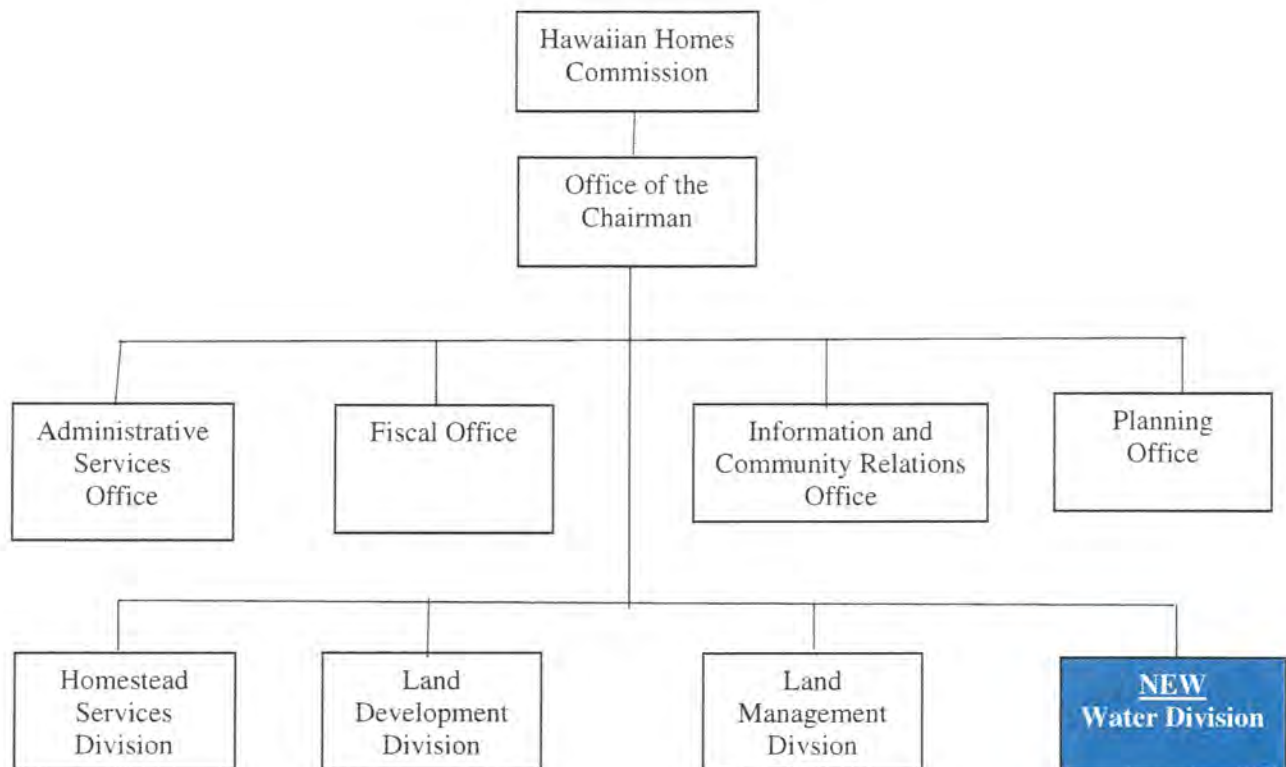 Hawaiian Homes
Commission
Office of the
Chairman
Administrative
Services
Office
Fiscal Office
Information and
Community Relations
Office
Planning
Office
Homestead
Services
Division
Land
Development
Division
Land
Management
Divsion
NEW
Water Division